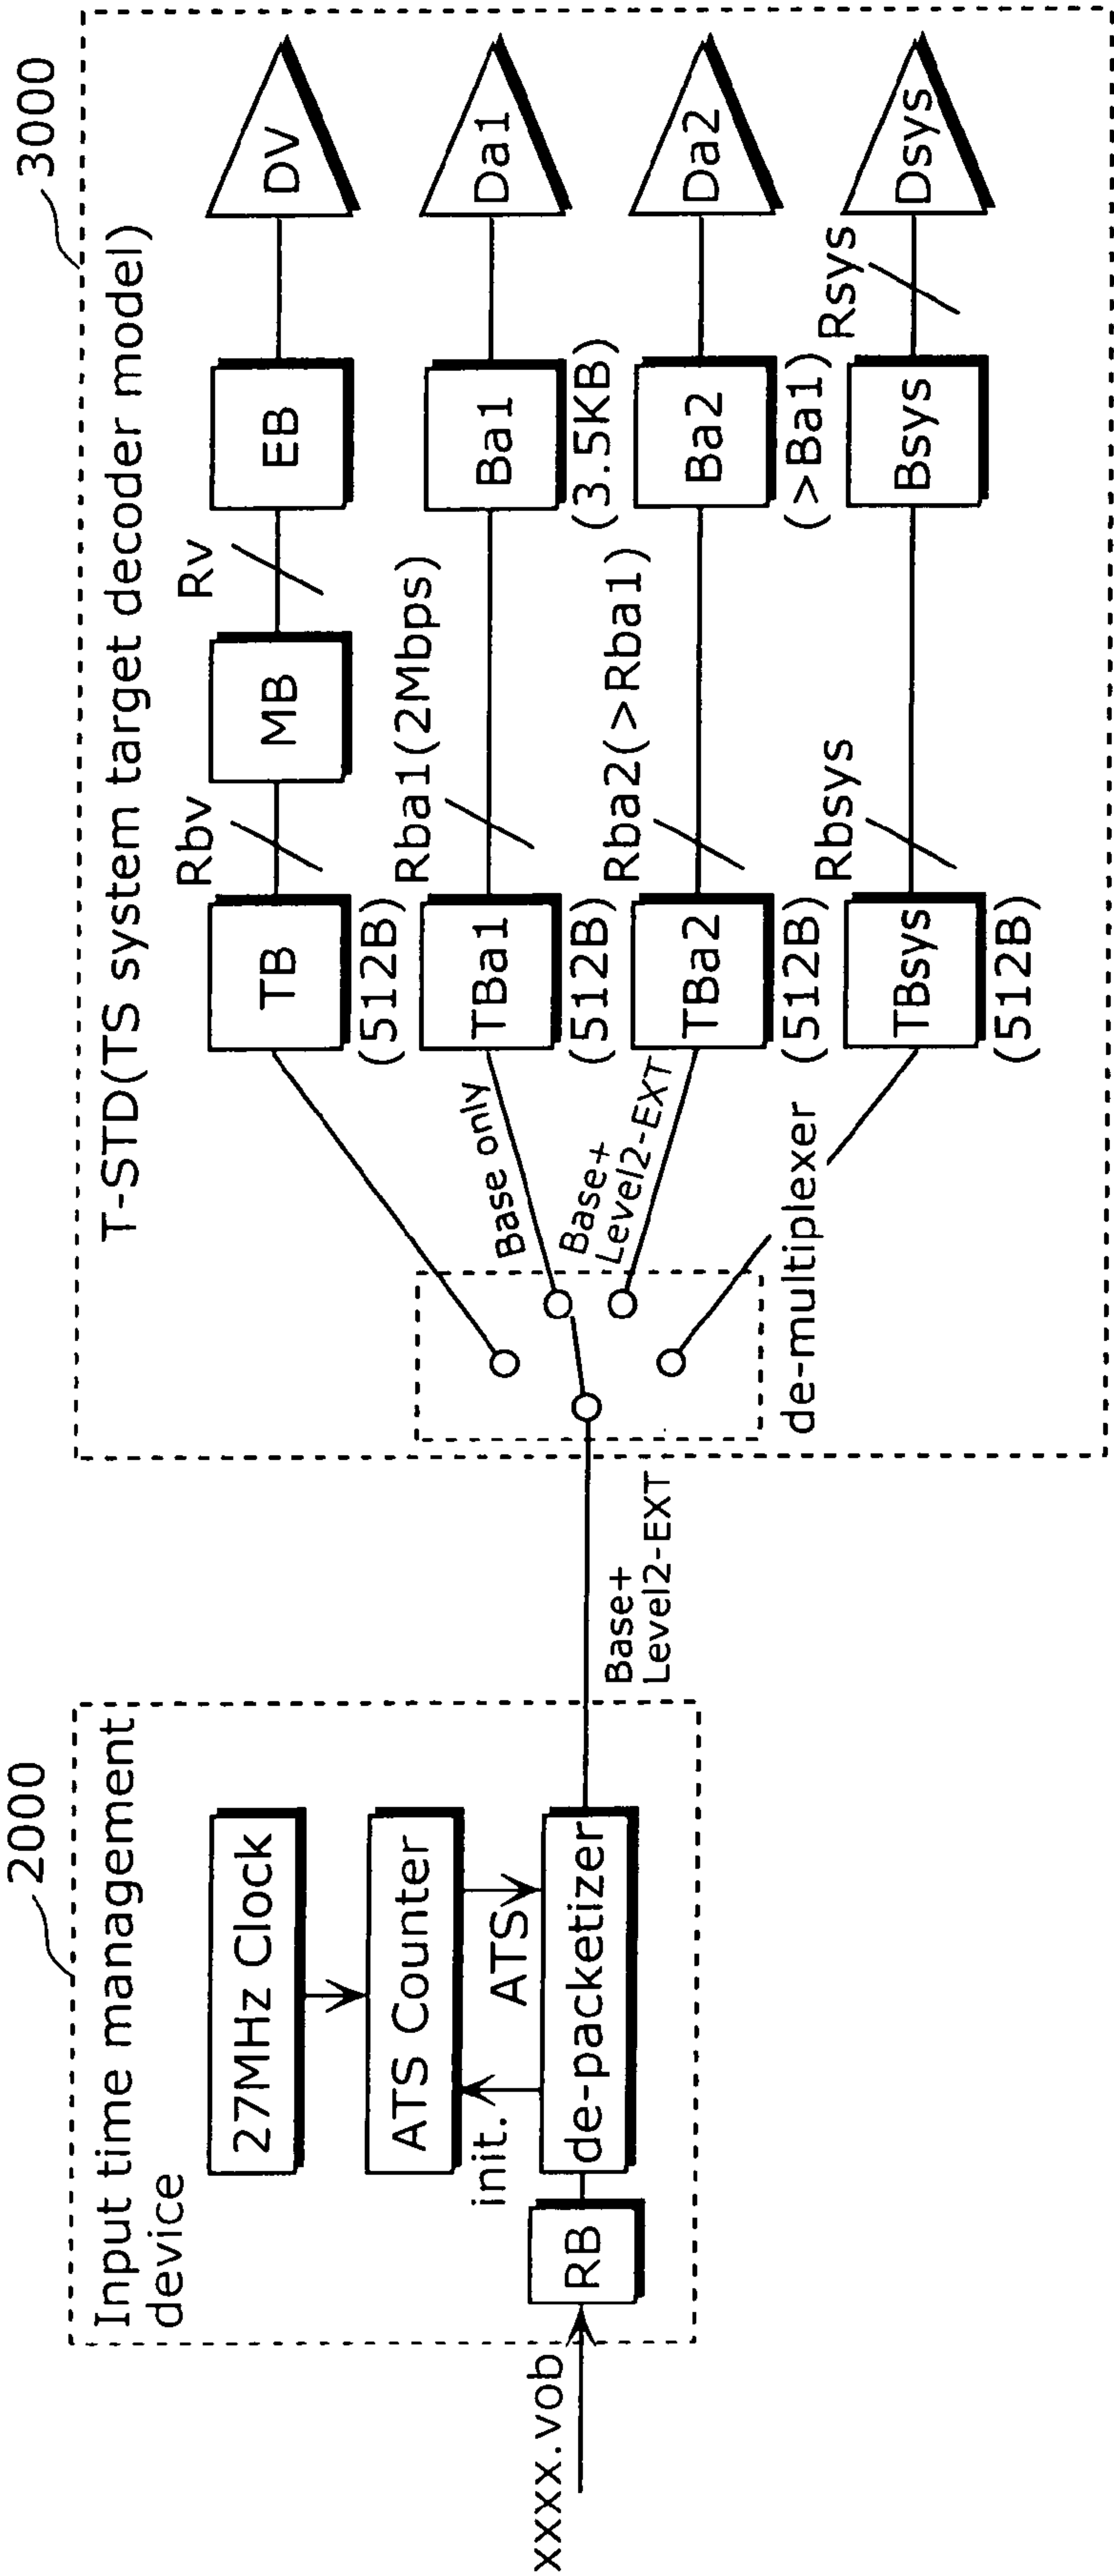 2000
Input time management
device
27MHz Clock
ATS Counter
init.
ATS
xxxx.vob
RB
de-packetizer
Base+
Level2-EXT
3000
T-STD(TS system target decoder model)
de-multiplexer
TB
(512B)
Rbv
MB
Rv
EB
DV
Base only
TBa1
(512B)
Rba1(2Mbps)
Ba1
(3.5KB)
Da1
Base+
Level2-EXT
TBa2
(512B)
Rba2(>Rba1)
Ba2
(>Ba1)
Da2
TBsys
(512B)
Rbsys
Bsys
Rsys
Dsys